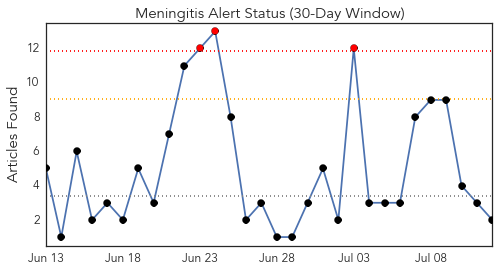 Meningitis Alert Status (30-Day Window)
Articles Found
12
10
8
6
4
2
Jun 13 Jun 18 Jun 23 Jun 28 Jul 03 Jul 08